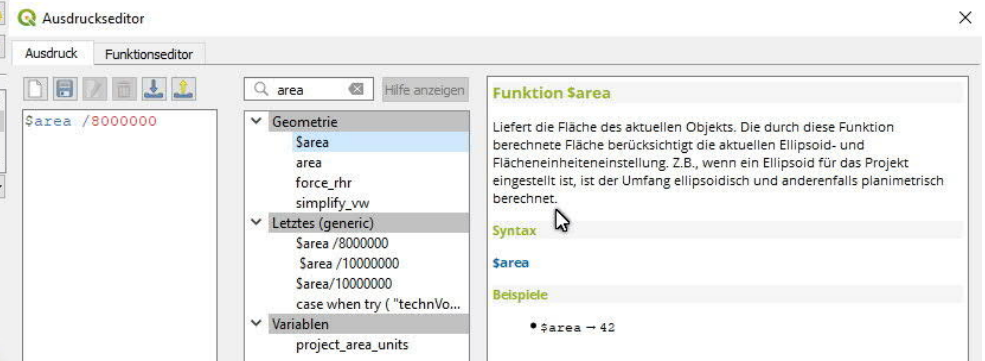 Ausdruckseditor
Ausdruck
Funktionseditor
area
Hilfe anzeigen
$area /8000000
Geometrie
$area
area
force_rhr
simplify_vw
Letztes (generic)
$area /8000000
$area /10000000
$area/10000000
case when try ( "technVo...
Variablen
project_area_units
Funktion $area
Liefert die Fläche des aktuellen Objekts. Die durch diese Funktion
berechnete Fläche berücksichtigt die aktuellen Ellipsoid- und
Flächeneinheiteneinstellung. Z.B., wenn ein Ellipsoid für das Projekt
eingestellt ist, ist der Umfang ellipsoidisch und anderenfalls planimetrisch
berechnet.
Syntax
$area
Beispiele
• $area → 42